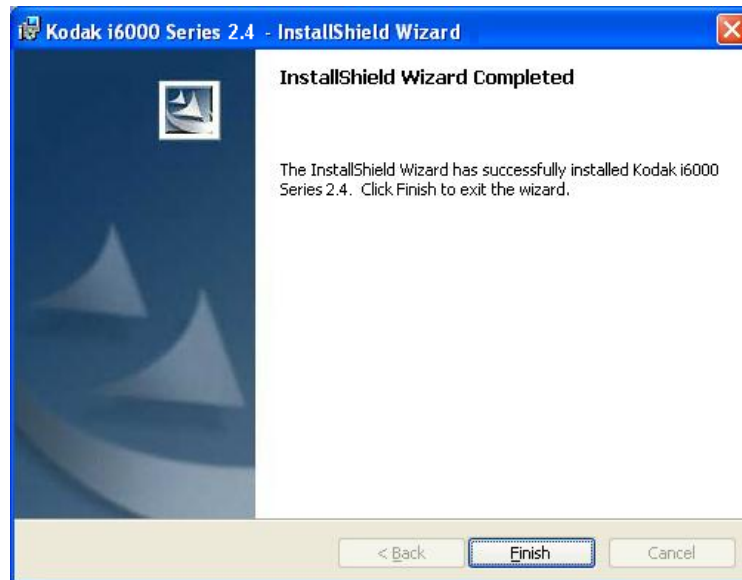 Kodak i6000 Series 2.4 - InstallShield Wizard
InstallShield Wizard Completed
The InstallShield Wizard has successfully installed Kodak i6000
Series 2.4. Click Finish to exit the wizard.
< Back Finish Cancel